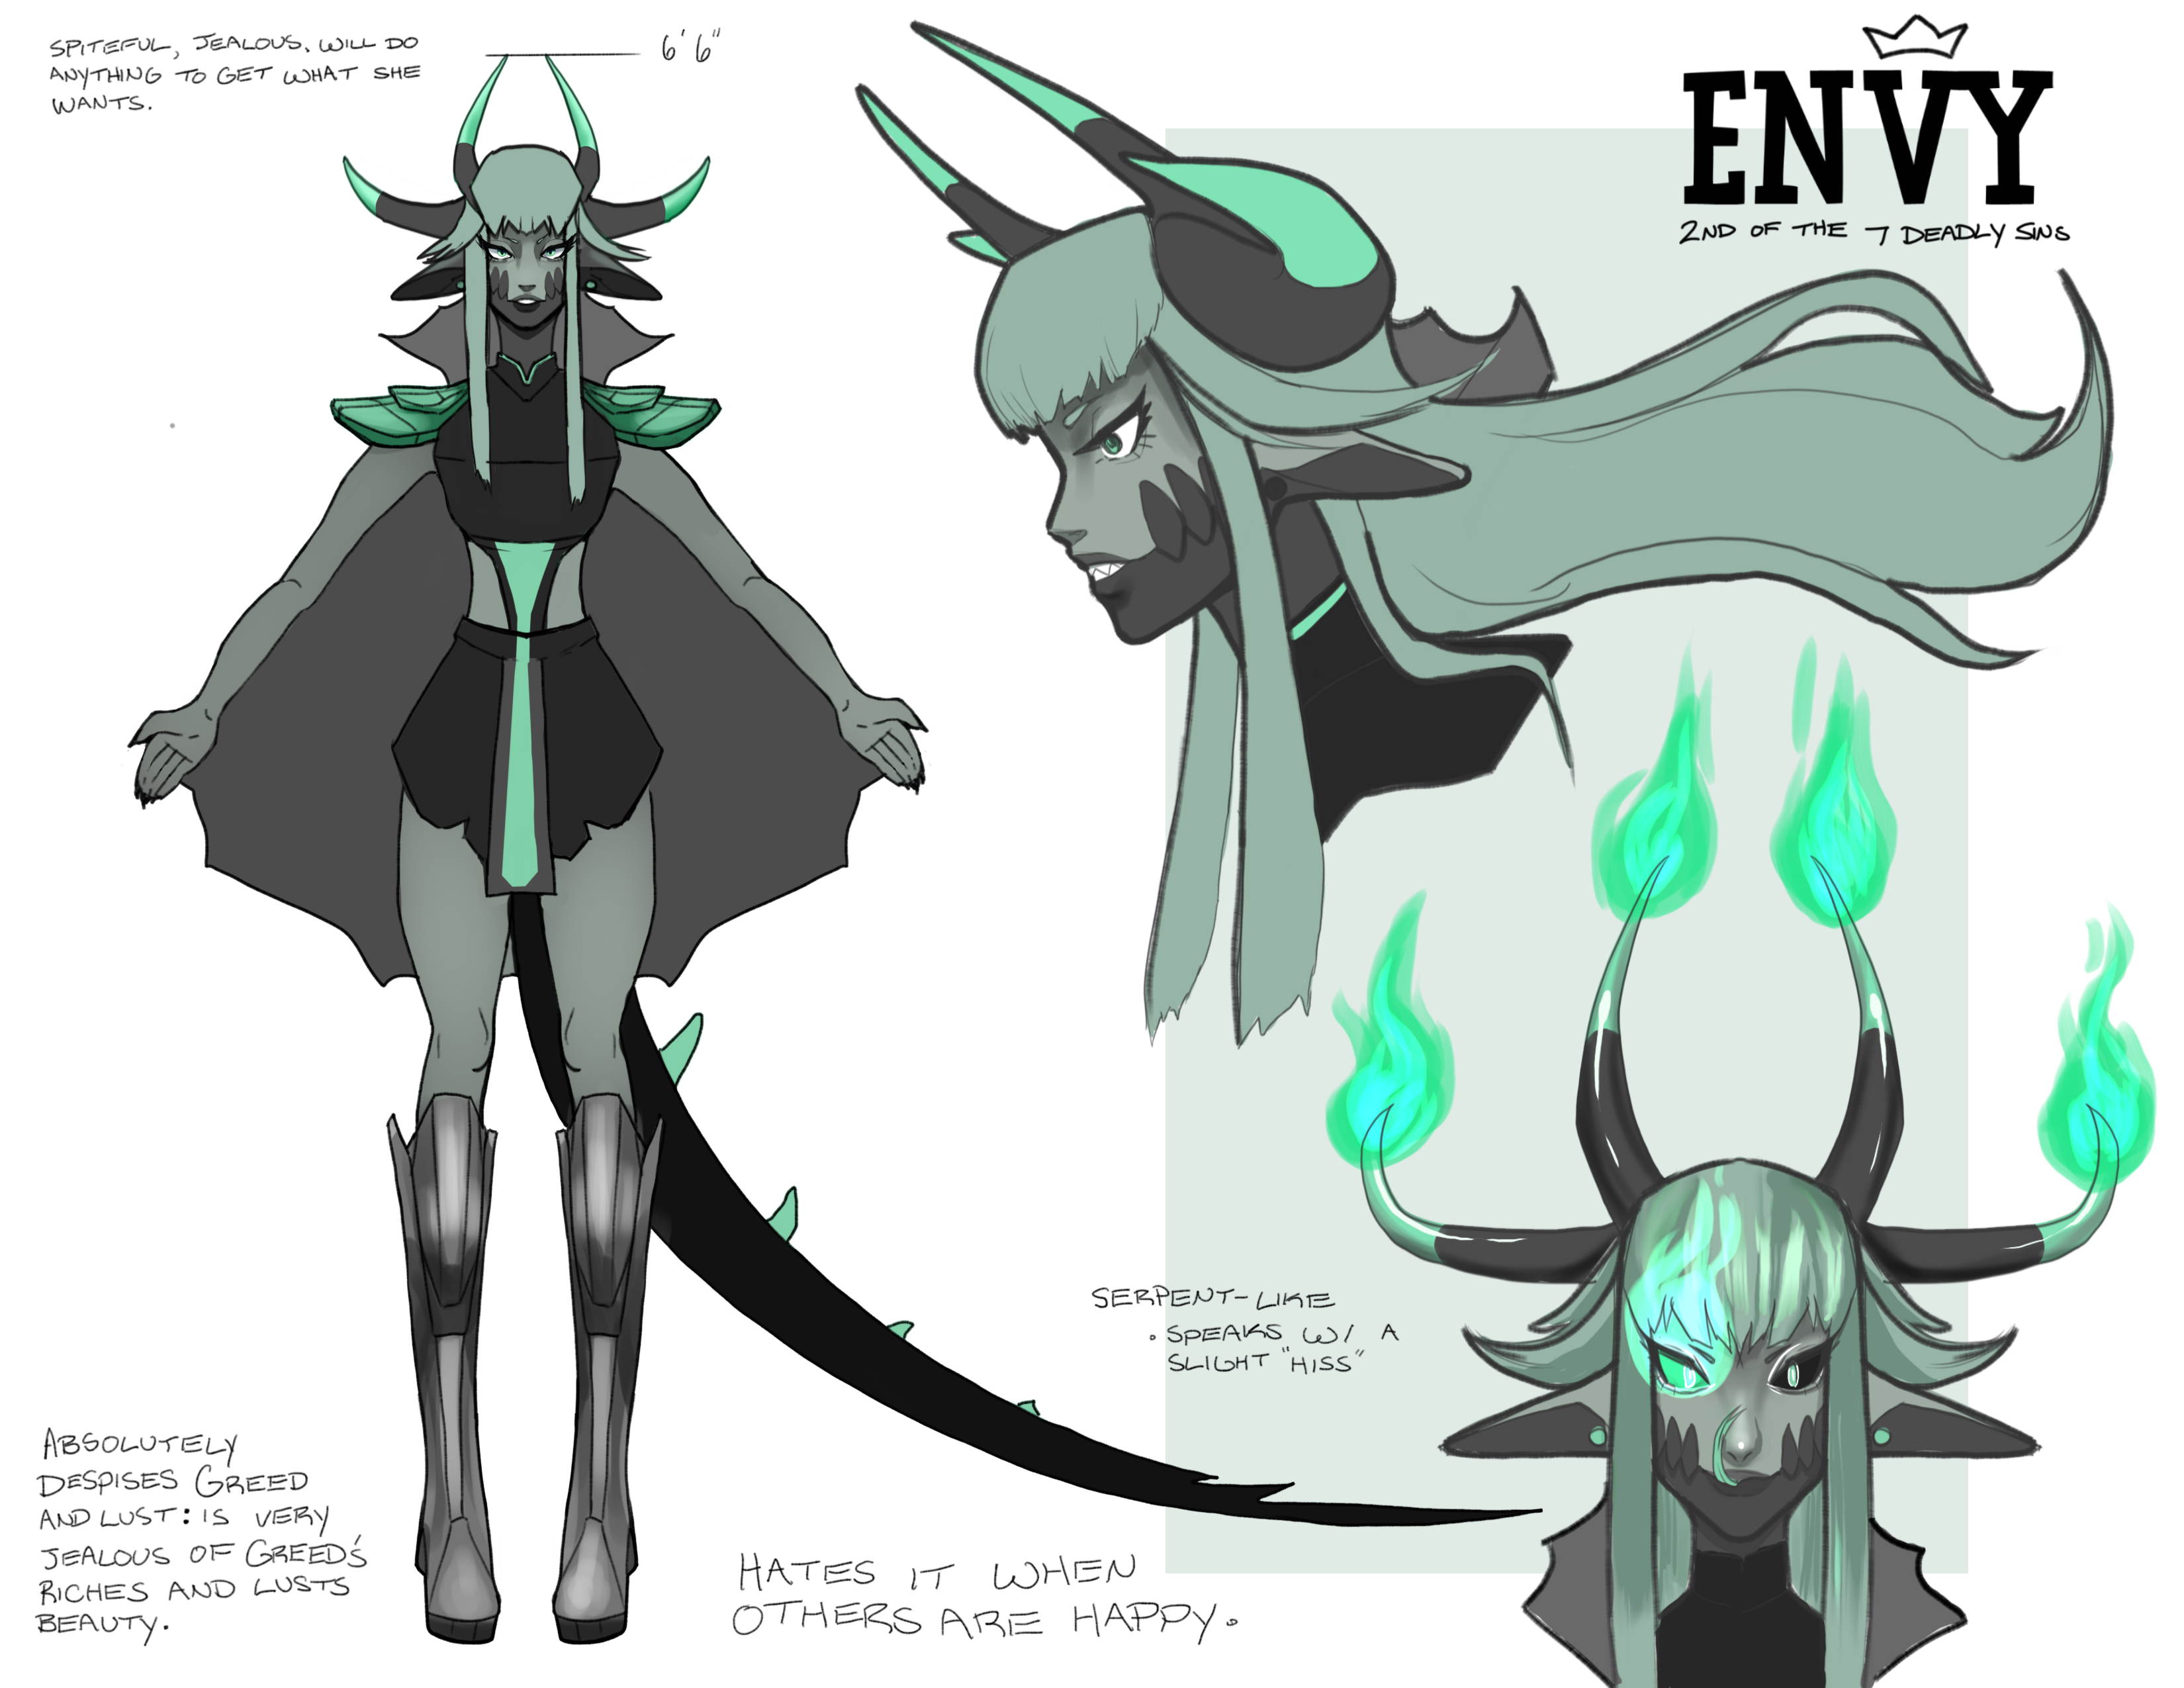 SPITEFUL, JEALOUS. WILL DO
ANYTHING TO GET WHAT SHE
WANTS.
6' 6"
ENVY
2ND OF THE 7 DEADLY SINS
SERPENT-LIKE
• SPEAKS W/ A
SLIGHT "HISS"
ABSOLUTELY
DESPISES GREED
AND LUST: IS VERY
JEALOUS OF GREED'S
RICHES AND LUSTS
BEAUTY.
HATES IT WHEN
OTHERS ARE HAPPY.